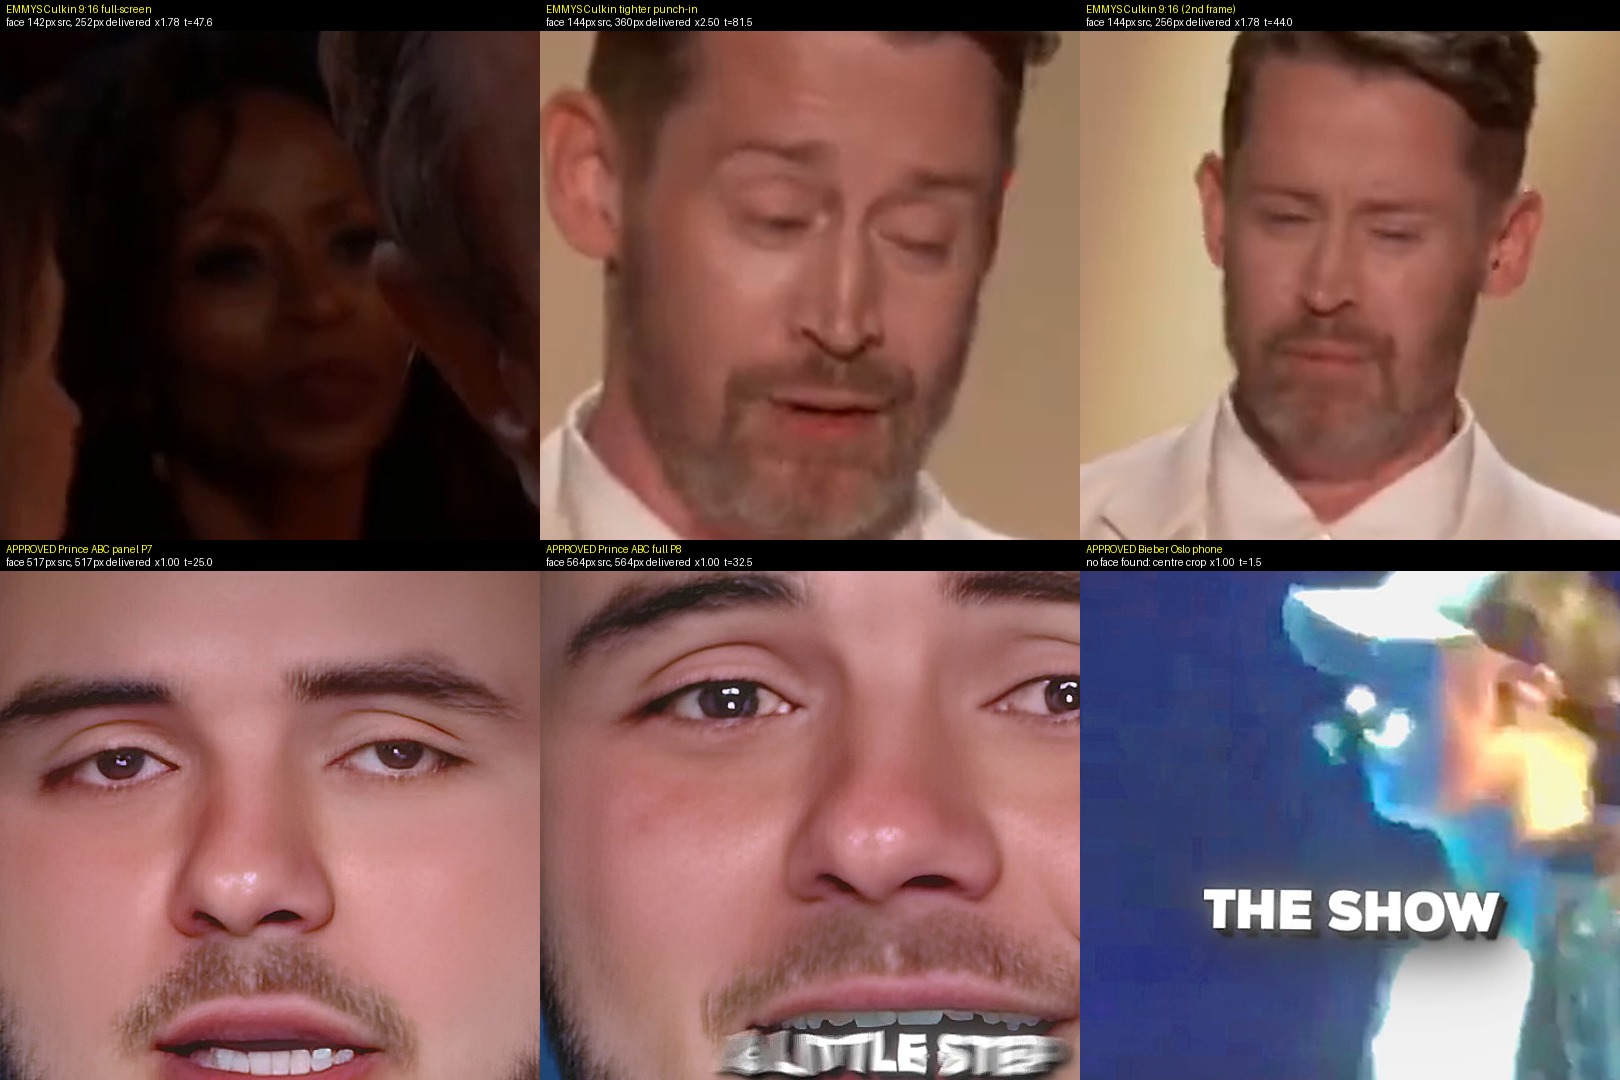 EMMYS Culkin 9:16 full-screen
face 142px src, 252px delivered x1.78 t=47.6
EMMYS Culkin tighter punch-in
face 144px src, 360px delivered x2.50 t=81.5
EMMYS Culkin 9:16 (2nd frame)
face 144px src, 256px delivered x1.78 t=44.0
APPROVED Prince ABC panel P7
face 517px src, 517px delivered x1.00 t=25.0
APPROVED Prince ABC full P8
face 564px src, 564px delivered x1.00 t=32.5
APPROVED Bieber Oslo phone
no face found: centre crop x1.00 t=1.5
THE SHOW
A LITTLE STEP